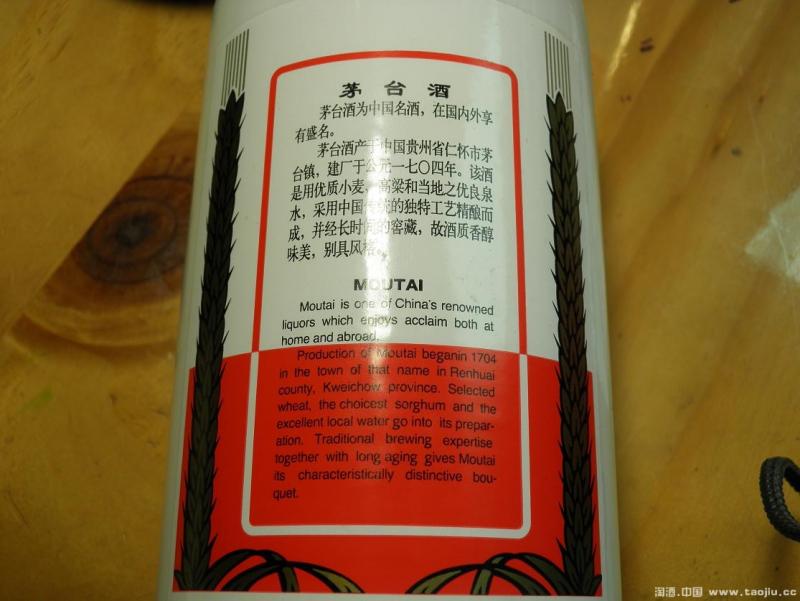 茅台酒
茅台酒为中国名酒，在国内外享
有盛名。
茅台酒产于中国贵州省仁怀市茅
台镇，建厂于公元一七〇四年。该酒
是用优质小麦，高粱和当地之优良泉
水，采用中国传统的独特工艺精酿而
成，并经长时间的窖藏，故酒质香醇
味美，别具风格。
MOUTAI
Moutai is one of China's renowned
liquors which enjoys acclaim both at
home and abroad.
Production of Moutai beganin 1704
in the town of that name in Renhuai
county, Kweichow province. Selected
wheat, the choicest sorghum and the
excellent local water go into its prepar-
ation. Traditional brewing expertise
together with long aging gives Moutai
its characteristically distinctive bou-
quet.
淘酒.中国 www.taojiu.cc